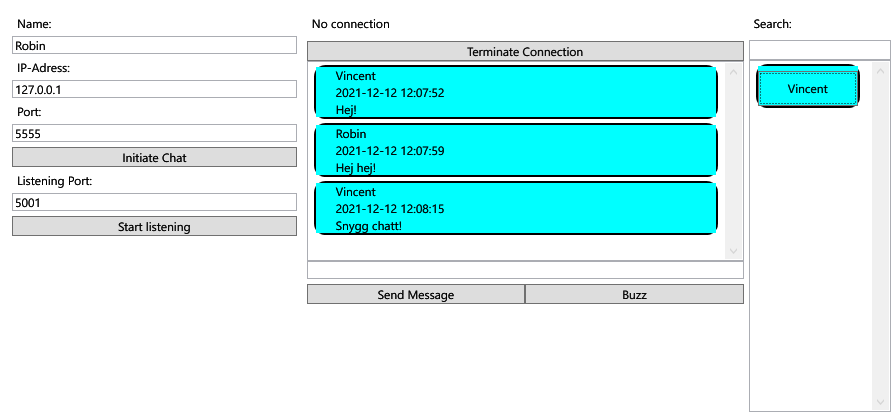 Name:
Robin
IP-Adress:
127.0.0.1
Port:
5555
Initiate Chat
Listening Port:
5001
Start listening
No connection
Terminate Connection
Vincent
2021-12-12 12:07:52
Hej!
Robin
2021-12-12 12:07:59
Hej hej!
Vincent
2021-12-12 12:08:15
Snygg chatt!
Send Message
Buzz
Search:
Vincent